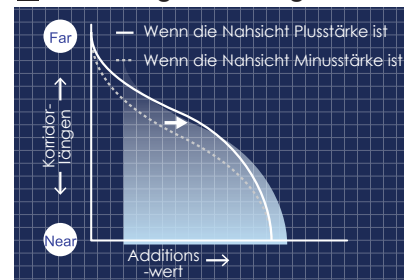 Far
Wenn die Nahsicht Plusstärke ist
Wenn die Nahsicht Minusstärke ist
Korridor-
längen
Near
Additions
-wert